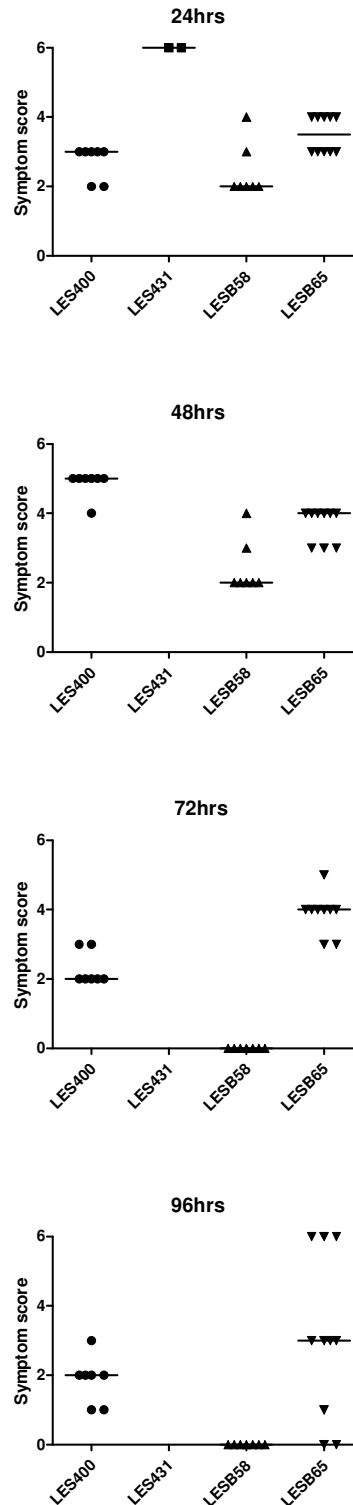 24hrs
Symptom score
6
4
2
0
LES400
LES431
LESB58
LESB65
48hrs
Symptom score
6
4
2
0
LES400
LES431
LESB58
LESB65
72hrs
Symptom score
6
4
2
0
LES400
LES431
LESB58
LESB65
96hrs
Symptom score
6
4
2
0
LES400
LES431
LESB58
LESB65